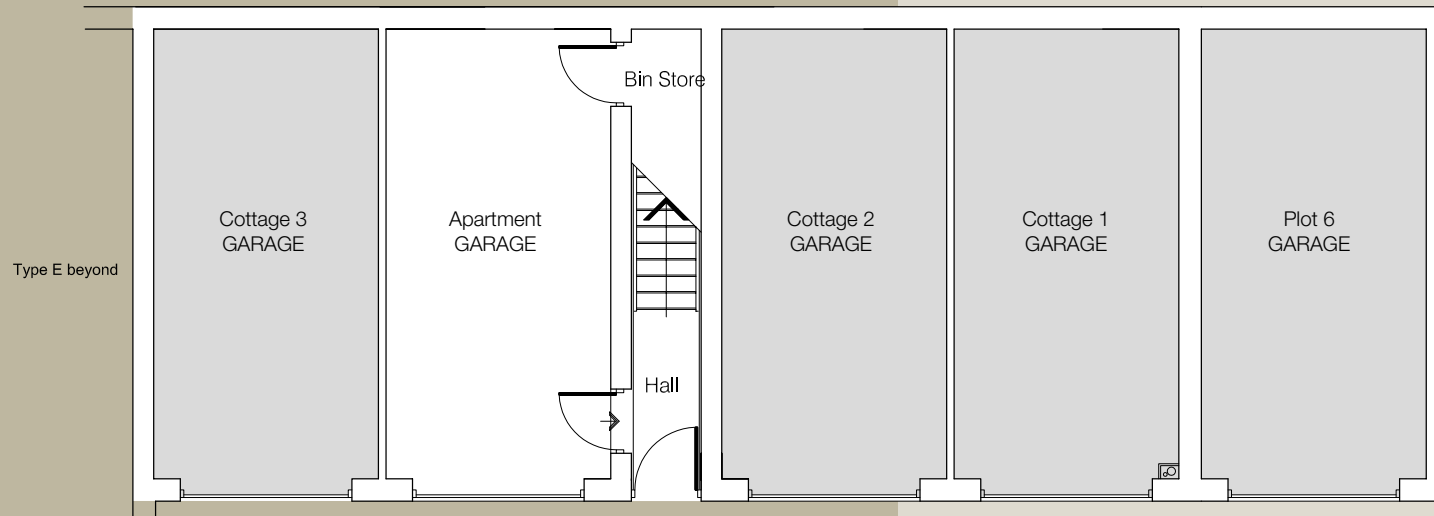 Bin Store
Cottage 3
GARAGE
Apartment
GARAGE
Cottage 2
GARAGE
Cottage 1
GARAGE
Plot 6
GARAGE
Type E beyond
Hall